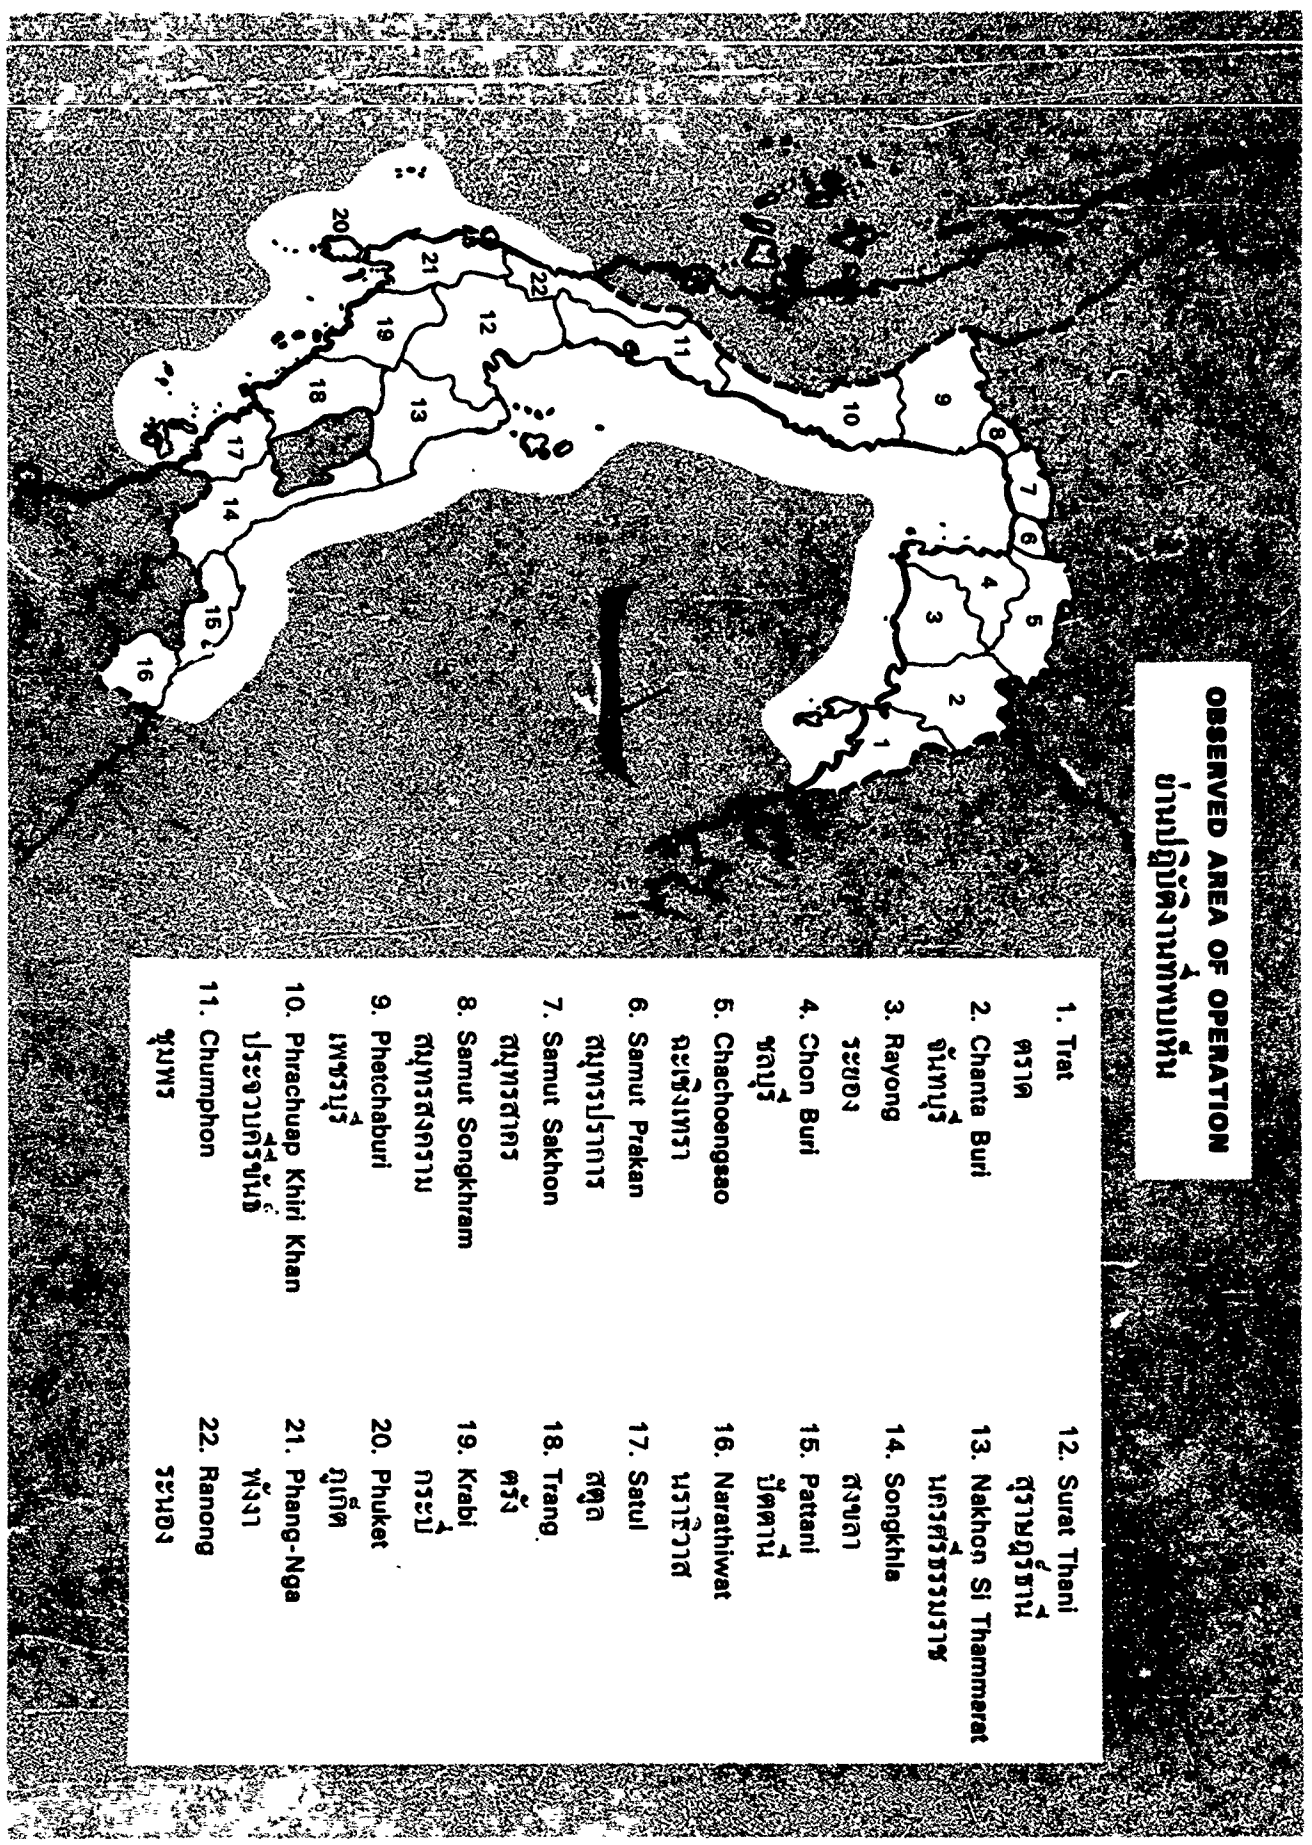 OBSERVED AREA OF OPERATION
ย่านปฏิบัติงานที่พบเห็น
1. Trat
ตราด
2. Chanta Buri
จันทบุรี
3. Rayong
ระยอง
4. Chon Buri
ชลบุรี
5. Chachoengsao
ฉะเชิงเทรา
6. Samut Prakan
สมุทรปราการ
7. Samut Sakhon
สมุทรสาคร
8. Samut Songkhram
สมุทรสงคราม
9. Phetchaburi
เพชรบุรี
10. Phrachuap Khiri Khan
ประจวบคีรีขันธ์
11. Chumphon
ชุมพร
12. Surat Thani
สุราษฎร์ธานี
13. Nakhon Si Thammarat
นครศรีธรรมราช
14. Songkhla
สงขลา
15. Pattani
ปัตตานี
16. Narathiwat
นราธิวาส
17. Satul
สตูล
18. Trang
ตรัง
19. Krabi
กระบี่
20. Phuket
ภูเก็ต
21. Phang-Nga
พังงา
22. Ranong
ระนอง
8
7
6
9
5
4
10
3
2
1
11
22
12
21
20
19
13
18
17
14
15
16